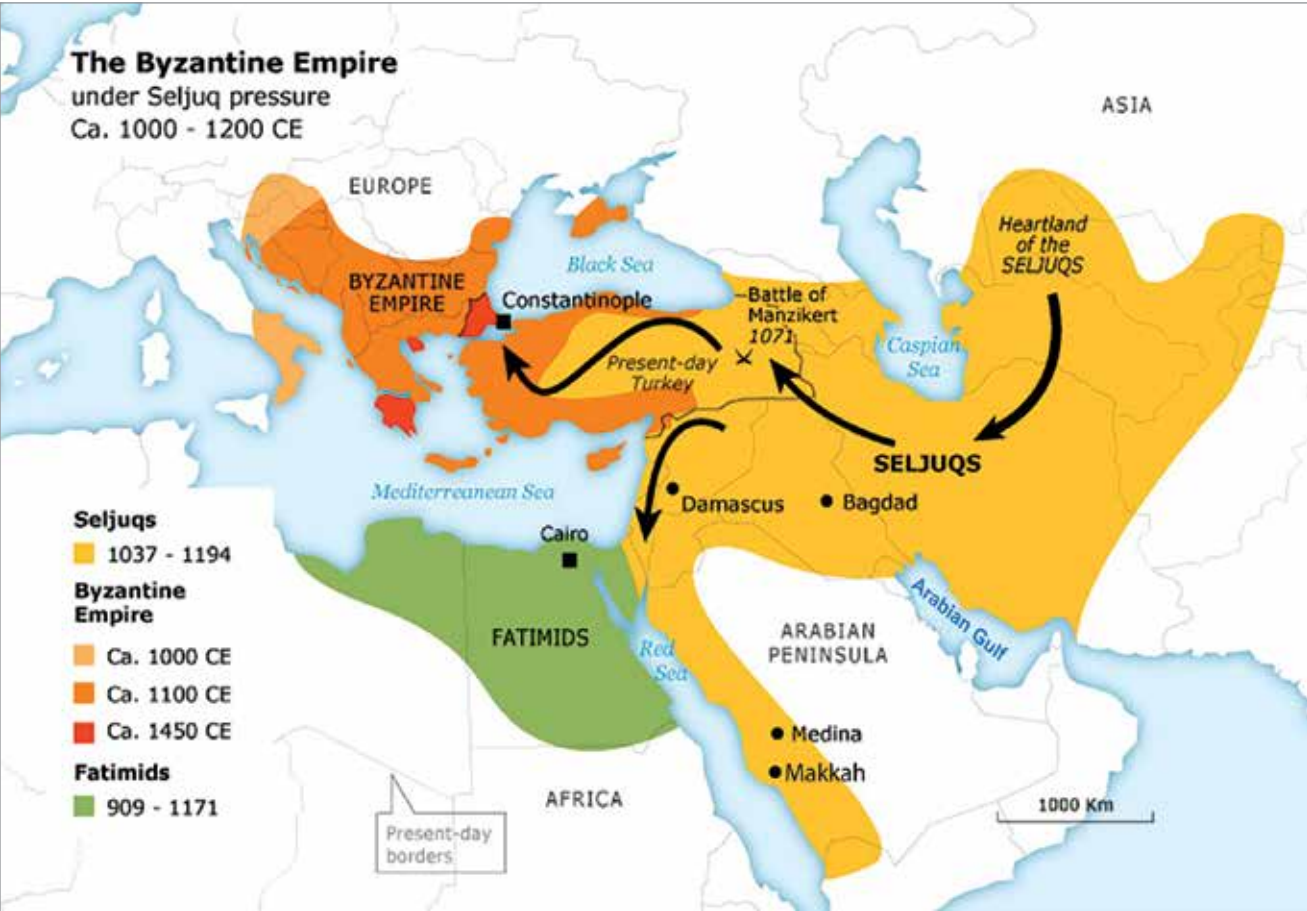 The Byzantine Empire
under Seljuq pressure
Ca. 1000 - 1200 CE
ASIA
EUROPE
Heartland
of the
SELJUQS
Black Sea
BYZANTINE
EMPIRE
Constantinople
Battle of
Manzikert
1071
Caspian
Sea
Present-day
Turkey
SELJUQS
Mediterreanean Sea
Damascus
Bagdad
Cairo
Arabian Gulf
FATIMIDS
Red
Sea
ARABIAN
PENINSULA
Medina
Makkah
AFRICA
1000 Km
Present-day
borders
Seljuqs
1037 - 1194
Byzantine
Empire
Ca. 1000 CE
Ca. 1100 CE
Ca. 1450 CE
Fatimids
909 - 1171